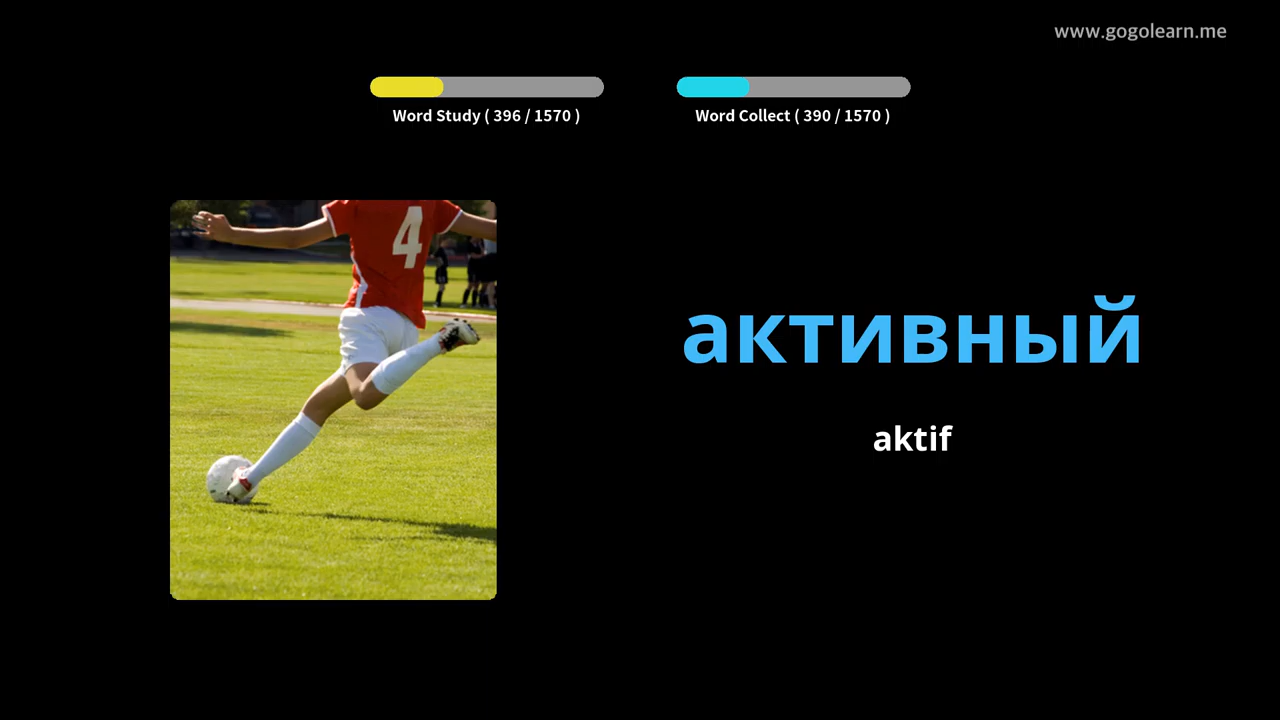 www.gogolearn.me
Word Study ( 396 / 1570 )
Word Collect ( 390 / 1570 )
4
активный
aktif